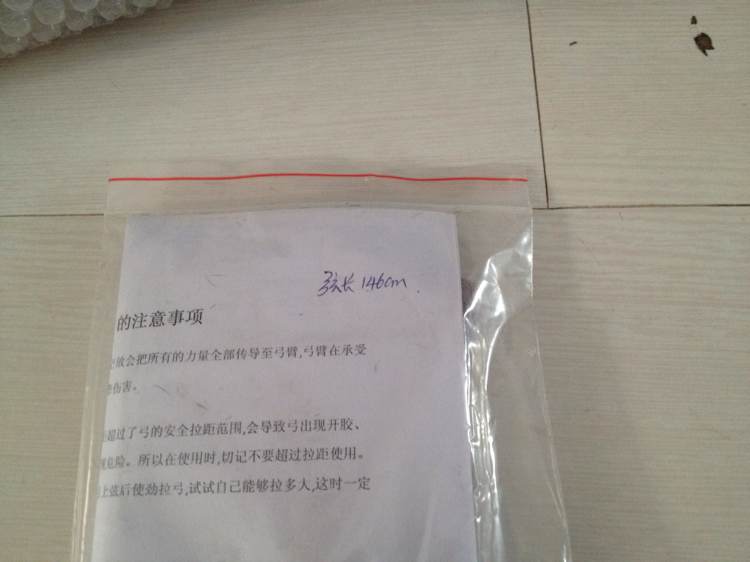 弦长 146cm.
的注意事项
放会把所有的力量全部传导至弓臂,弓臂在承受
伤害。
超过了弓的安全拉距范围,会导致弓出现开胶、
危险。所以在使用时,切记不要超过拉距使用。
上弦后使劲拉弓,试试自己能够拉多大,这时一定